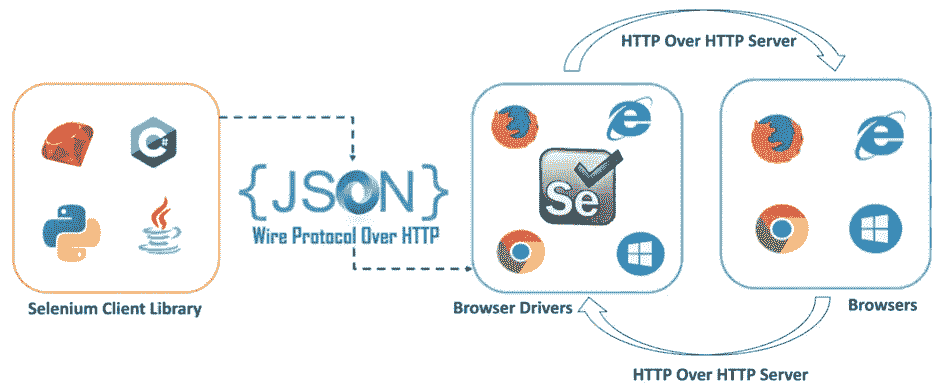 HTTP Over HTTP Server
C#
{JSON}
Wire Protocol Over HTTP
Se
Selenium Client Library
Browser Drivers
Browsers
HTTP Over HTTP Server